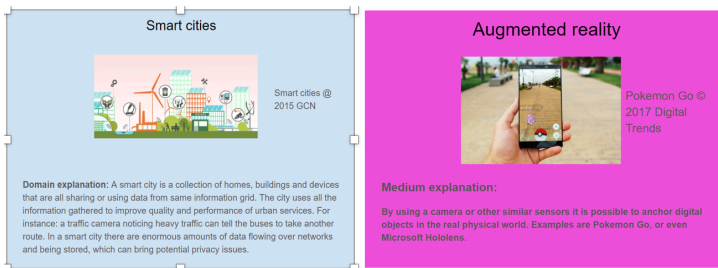 Smart cities
Smart cities @
2015 GCN
Domain explanation: A smart city is a collection of homes, buildings and devices
that are all sharing or using data from same information grid. The city uses all the
information gathered to improve quality and performance of urban services. For
instance: a traffic camera noticing heavy traffic can tell the buses to take another
route. In a smart city there are enormous amounts of data flowing over networks
and being stored, which can bring potential privacy issues.
Augmented reality
Pokemon Go ©
2017 Digital
Trends
Medium explanation:
By using a camera or other similar sensors it is possible to anchor digital
objects in the real physical world. Examples are Pokemon Go, or even
Microsoft Hololens.